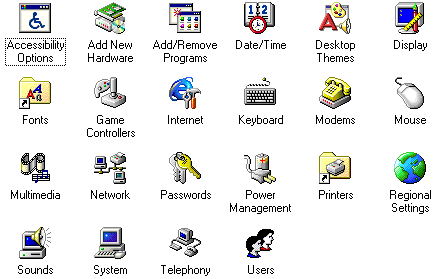 Accessibility Options
Add New Hardware
Add/Remove Programs
Date/Time
Desktop Themes
Display
Fonts
Game Controllers
Internet
Keyboard
Modems
Mouse
Multimedia
Network
Passwords
Power Management
Printers
Regional Settings
Sounds
System
Telephony
Users